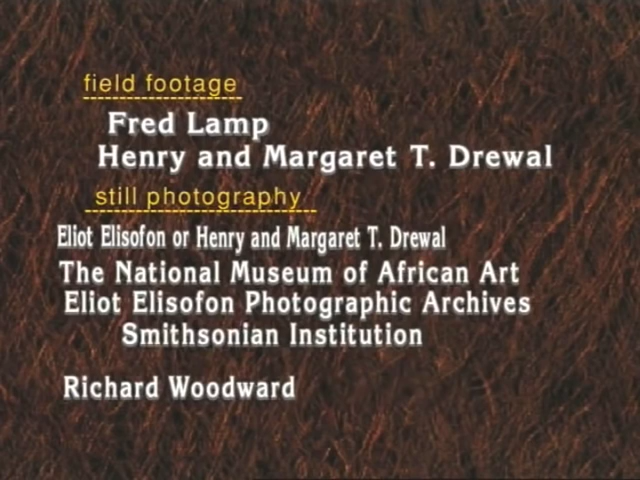 field footage
Fred Lamp
Henry and Margaret T. Drewal
still photography
Eliot Elisofon or Henry and Margaret T. Drewal
The National Museum of African Art
Eliot Elisofon Photographic Archives
Smithsonian Institution
Richard Woodward